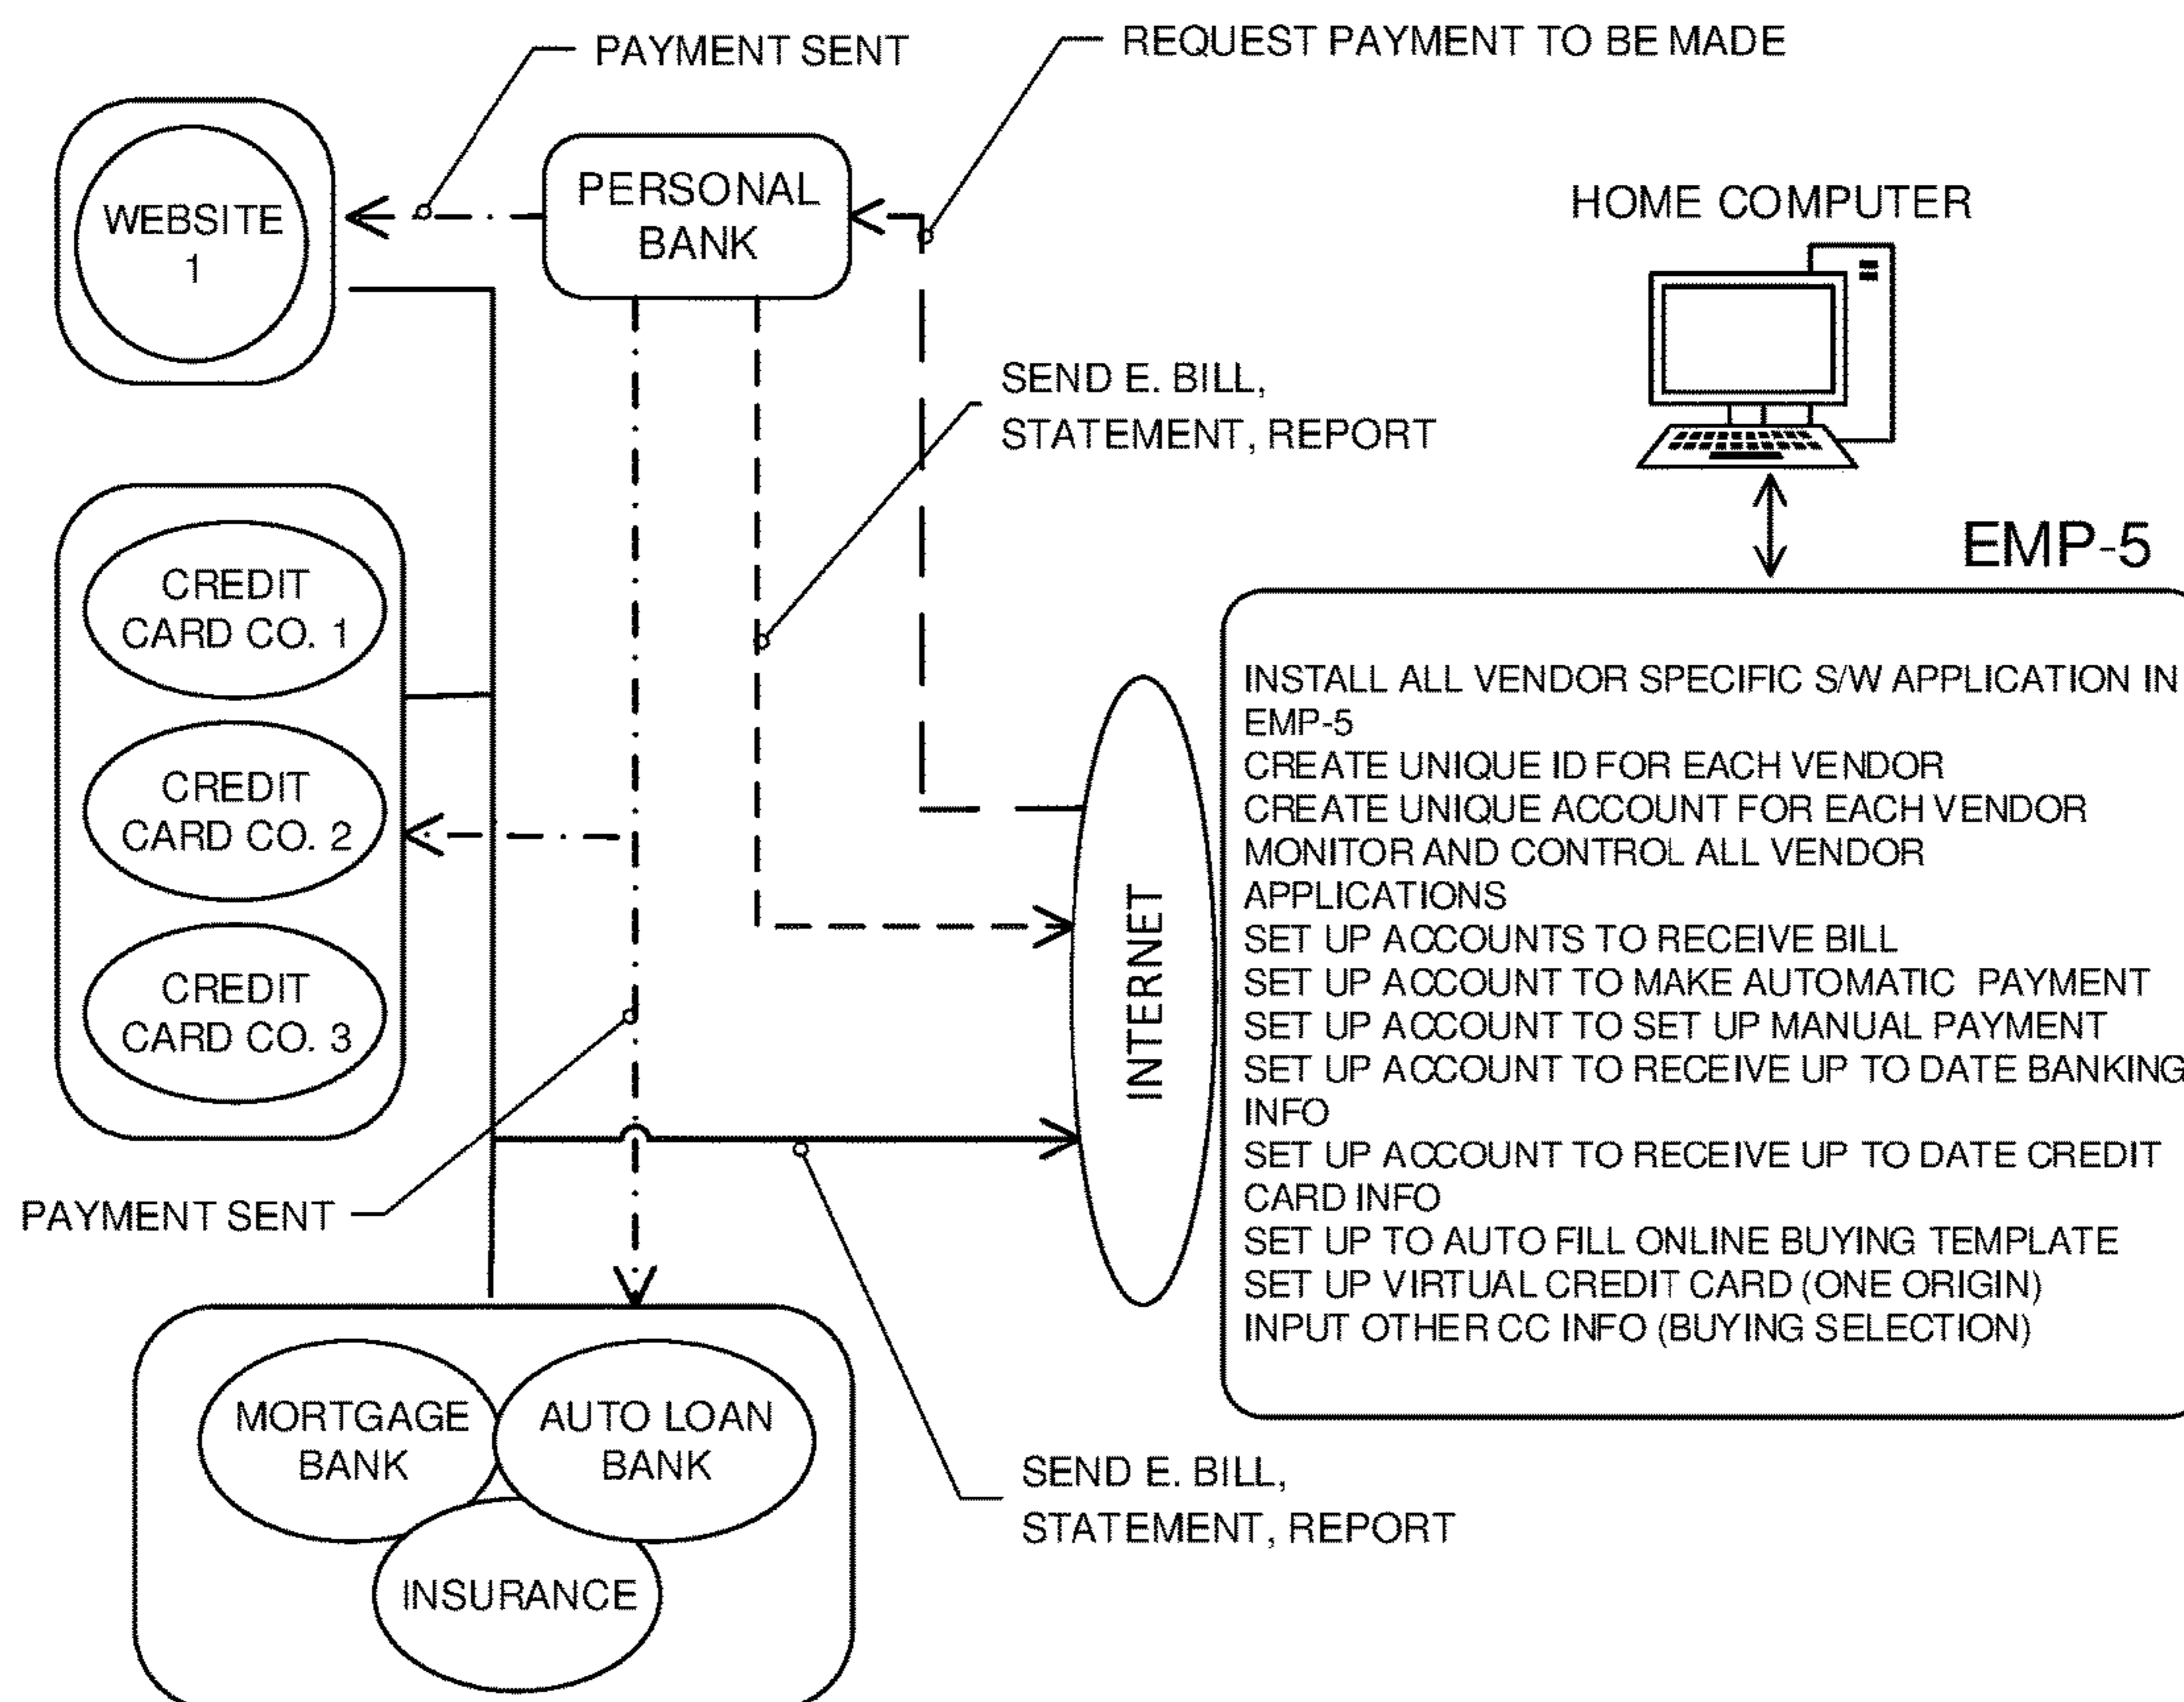 PAYMENT SENT
REQUEST PAYMENT TO BE MADE
WEBSITE
1
PERSONAL
BANK
HOME COMPUTER
SEND E. BILL,
STATEMENT, REPORT
EMP-5
CREDIT
CARD CO. 1
CREDIT
CARD CO. 2
CREDIT
CARD CO. 3
INTERNET
INSTALL ALL VENDOR SPECIFIC S/W APPLICATION IN
EMP-5
CREATE UNIQUE ID FOR EACH VENDOR
CREATE UNIQUE ACCOUNT FOR EACH VENDOR
MONITOR AND CONTROL ALL VENDOR
APPLICATIONS
SET UP ACCOUNTS TO RECEIVE BILL
SET UP ACCOUNT TO MAKE AUTOMATIC PAYMENT
SET UP ACCOUNT TO SET UP MANUAL PAYMENT
SET UP ACCOUNT TO RECEIVE UP TO DATE BANKING
INFO
SET UP ACCOUNT TO RECEIVE UP TO DATE CREDIT
CARD INFO
SET UP TO AUTO FILL ONLINE BUYING TEMPLATE
SET UP VIRTUAL CREDIT CARD (ONE ORIGIN)
INPUT OTHER CC INFO (BUYING SELECTION)
PAYMENT SENT
MORTGAGE
BANK
AUTO LOAN
BANK
INSURANCE
SEND E. BILL,
STATEMENT, REPORT